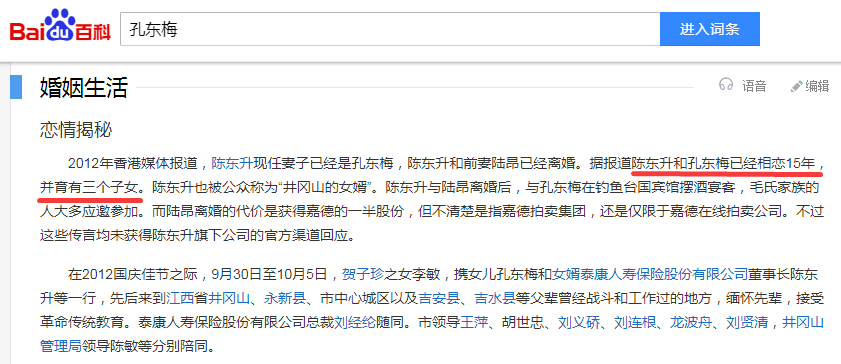 Bai du 百科 孔东梅 进入词条
婚姻生活 语音 编辑
恋情揭秘
2012年香港媒体报道，陈东升现任妻子已经是孔东梅，陈东升和前妻陆昂已经离婚。据报道陈东升和孔东梅已经相恋15年，
并育有三个子女。陈东升也被公众称为“井冈山的女婿”。陈东升与陆昂离婚后，与孔东梅在钓鱼台国宾馆摆酒宴客，毛氏家族的
人大多应邀参加。而陆昂离婚的代价是获得嘉德的一半股份，但不清楚是指嘉德拍卖集团，还是仅限于嘉德在线拍卖公司。不过
这些传言均未获得陈东升旗下公司的官方渠道回应。
在2012国庆佳节之际，9月30日至10月5日，贺子珍之女李敏，携女儿孔东梅和女婿泰康人寿保险股份有限公司董事长陈东
升等一行，先后来到江西省井冈山、永新县、市中心城区以及吉安县、吉水县等父辈曾经战斗和工作过的地方，缅怀先辈，接受
革命传统教育。泰康人寿保险股份有限公司总裁刘经纶随同。市领导王萍、胡世忠、刘义硚、刘连根、龙波舟、刘贤清，井冈山
管理局领导陈敏等分别陪同。